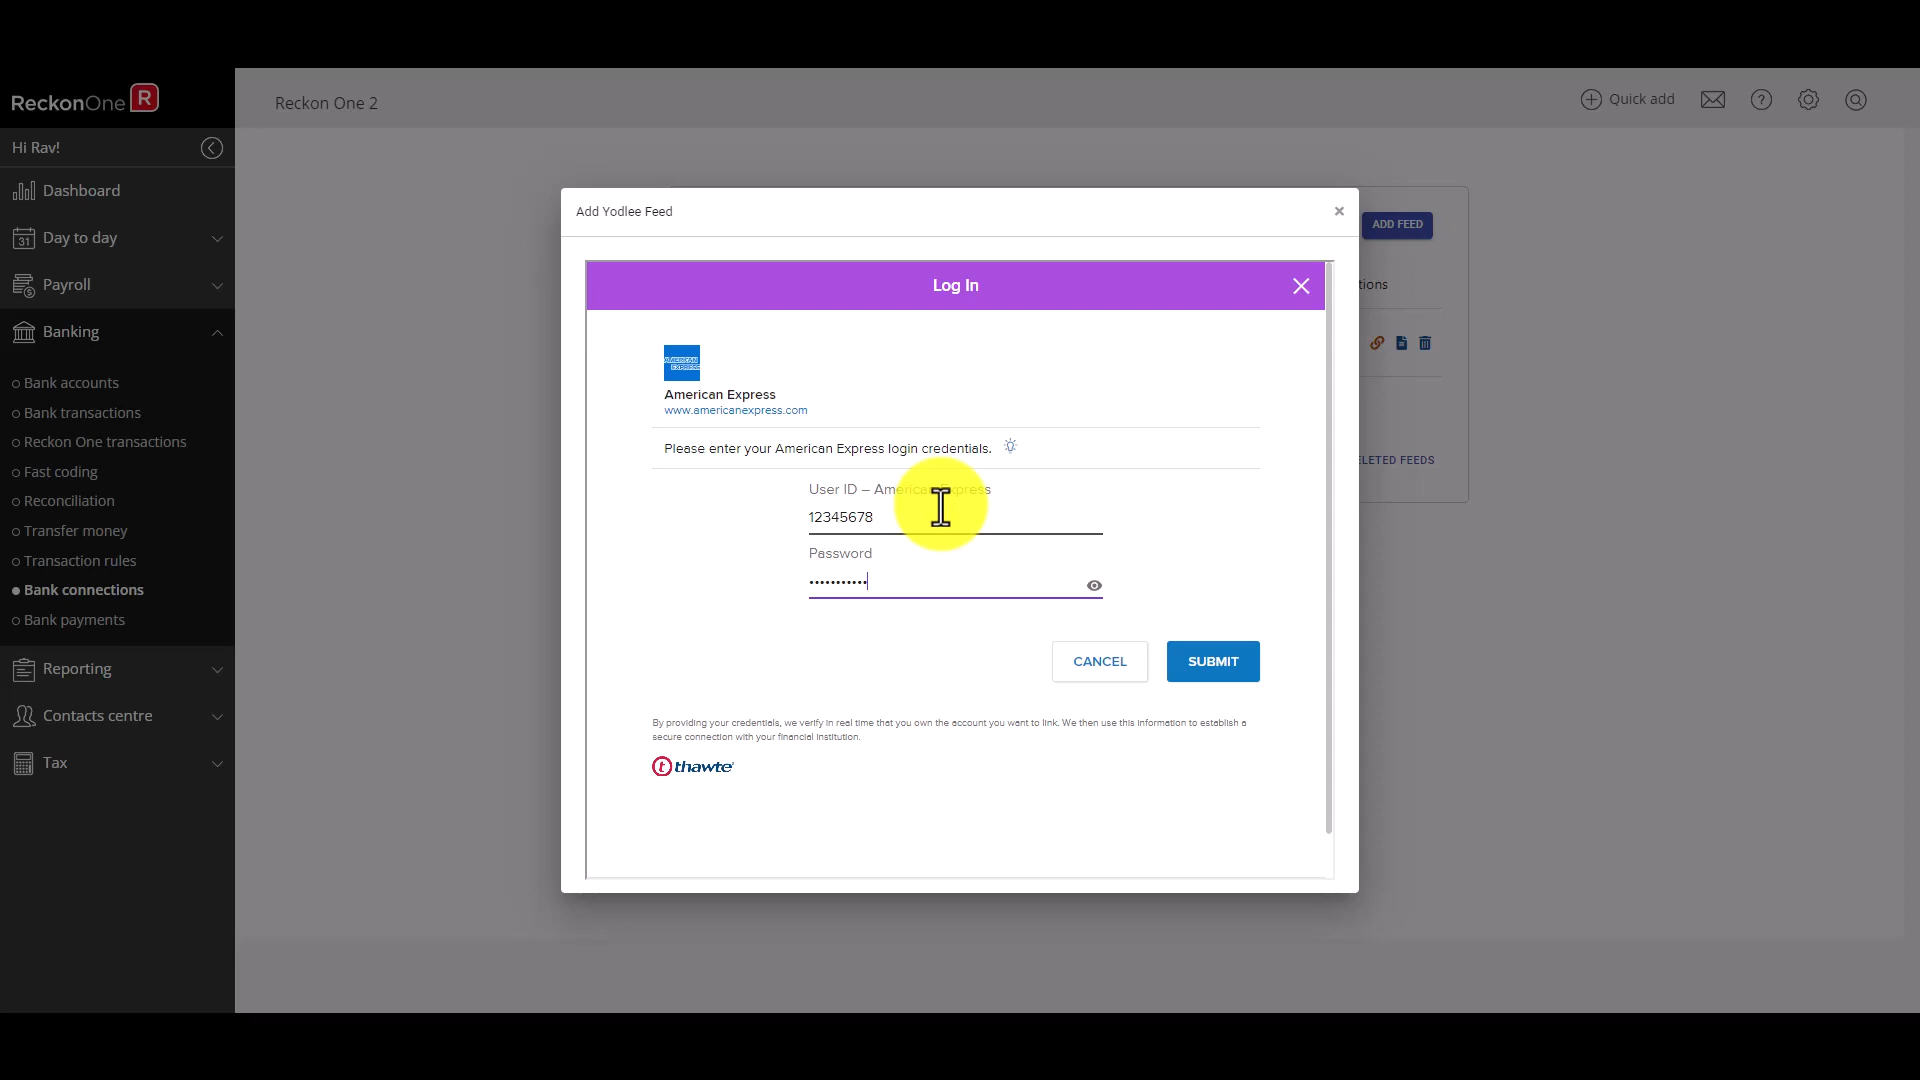 ReckonOne R
Hi Rav!
Dashboard
31 Day to day
Payroll
Banking
Bank accounts
Bank transactions
Reckon One transactions
Fast coding
Reconciliation
Transfer money
Transaction rules
Bank connections
Bank payments
Reporting
Contacts centre
Tax
Reckon One 2
Quick add
ADD FEED
tions
ELETED FEEDS
Add Yodlee Feed
Log In
AMERICAN
EXPRESS
American Express
www.americanexpress.com
Please enter your American Express login credentials.
User ID – American Express
12345678
Password
•••••••••••
CANCEL
SUBMIT
By providing your credentials, we verify in real time that you own the account you want to link. We then use this information to establish a
secure connection with your financial institution.
thawte